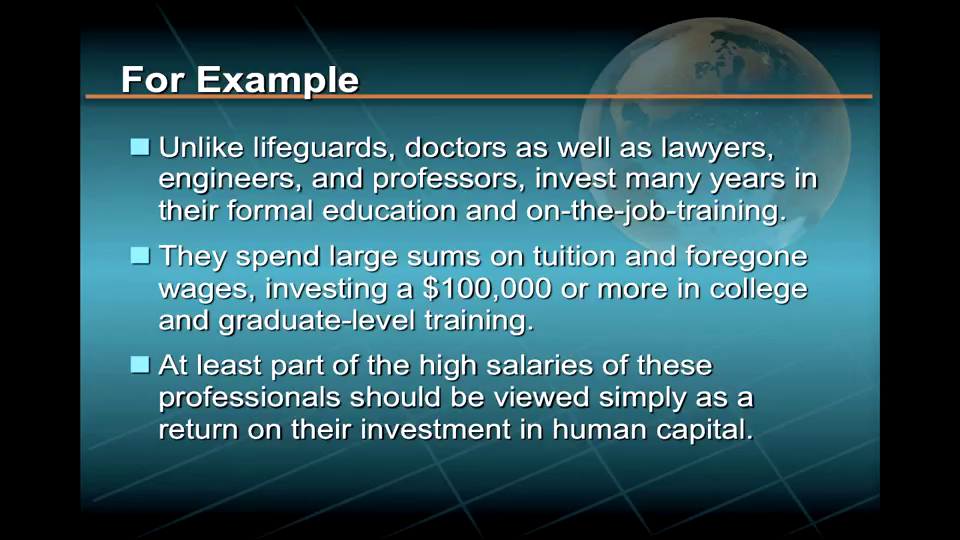 For Example
Unlike lifeguards, doctors as well as lawyers,
engineers, and professors, invest many years in
their formal education and on-the-job-training.
They spend large sums on tuition and foregone
wages, investing a $100,000 or more in college
and graduate-level training.
At least part of the high salaries of these
professionals should be viewed simply as a
return on their investment in human capital.